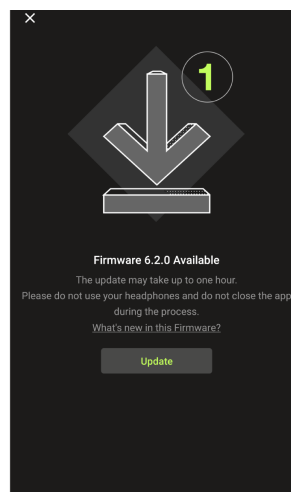 1
Firmware 6.2.0 Available
The update may take up to one hour.
Please do not use your headphones and do not close the app
during the process.
What's new in this Firmware?
Update